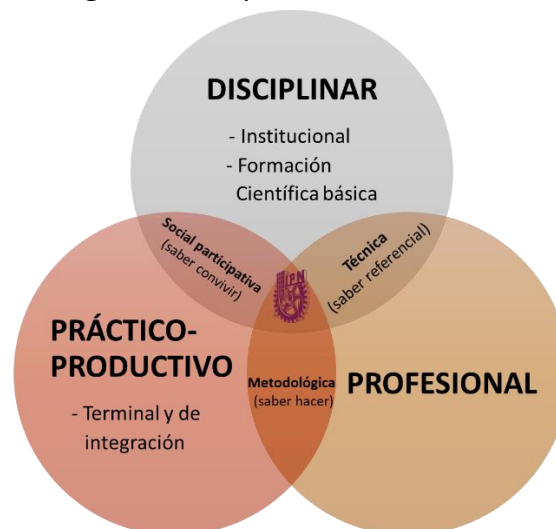 DISCIPLINAR
- Institucional
- Formación
Científica básica
Social participativa
(saber convivir)
Técnica
(saber referencial)
IPN
PRÁCTICO-
PRODUCTIVO
- Terminal y de
integración
Metodológica
(saber hacer)
PROFESIONAL